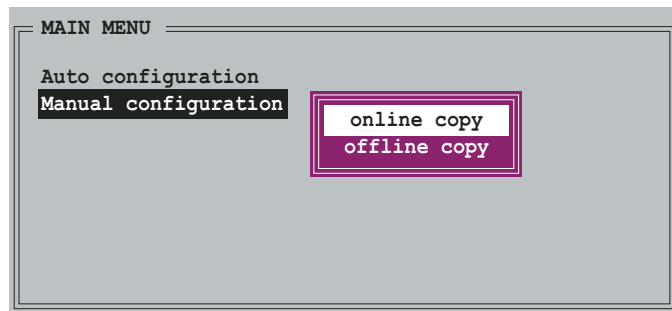 MAIN MENU
Auto configuration
Manual configuration
online copy
offline copy